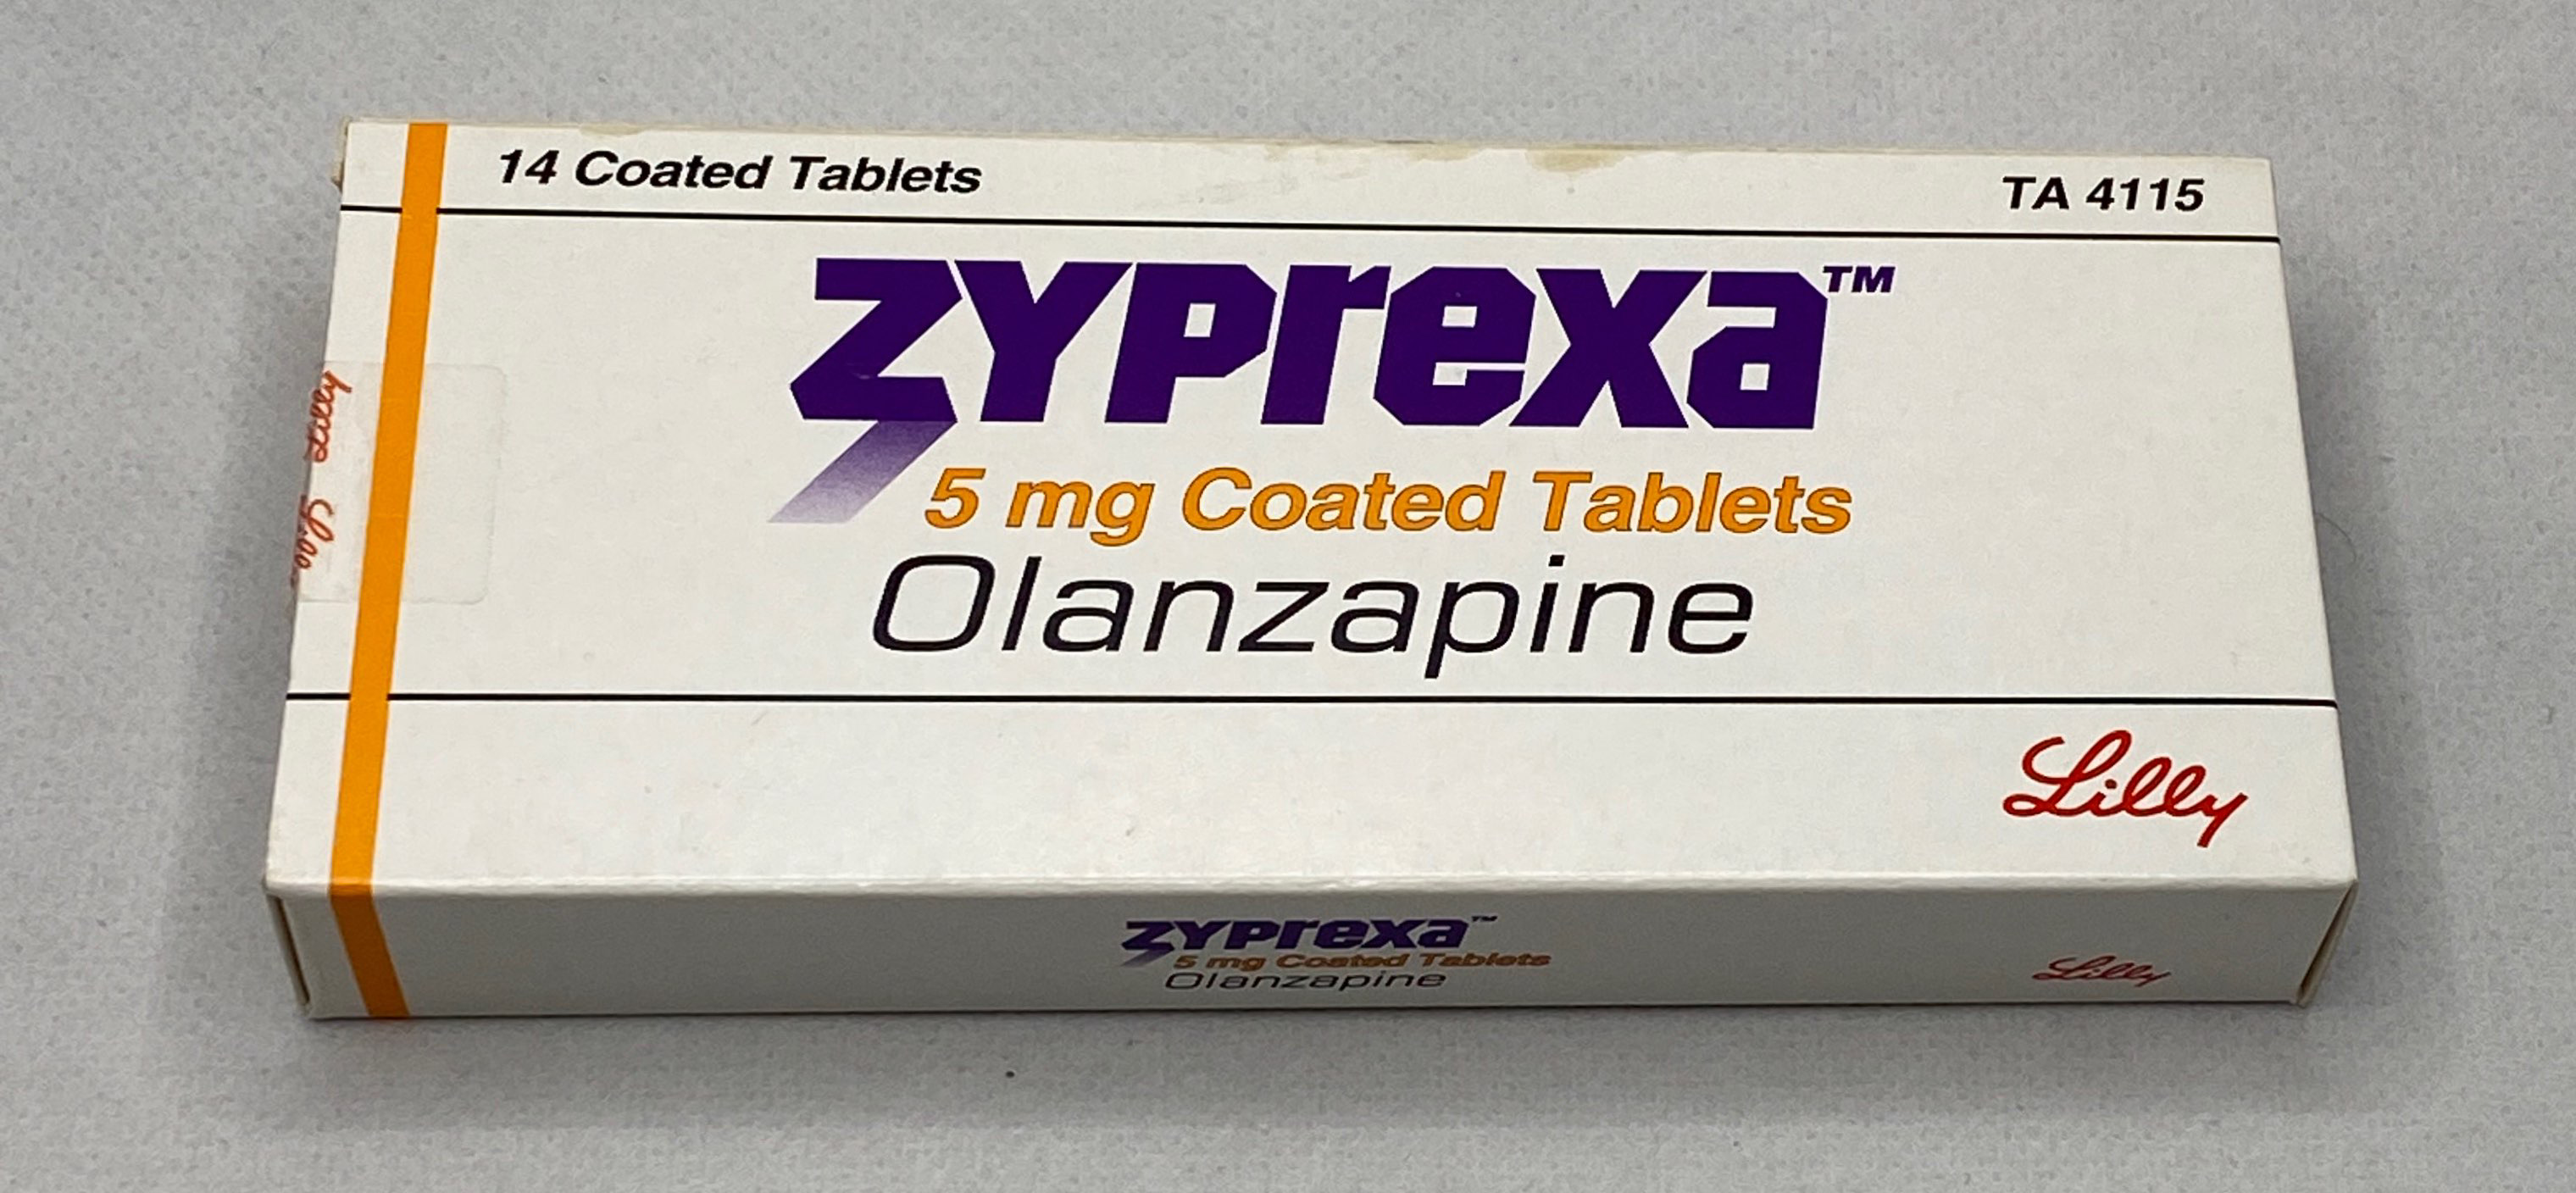 14 Coated Tablets
TA 4115
zyprexa™
5 mg Coated Tablets
Olanzapine
Lilly
zyprexa™
5 mg Coated Tablets
Olanzapine
Lilly